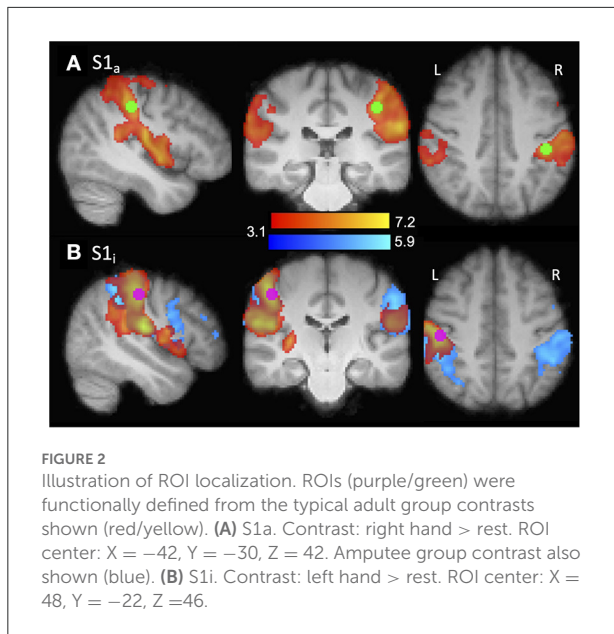 A S1a
L R
7.2
3.1
5.9
B S1i
L R
FIGURE 2
Illustration of ROI localization. ROIs (purple/green) were
functionally defined from the typical adult group contrasts
shown (red/yellow). (A) S1a. Contrast: right hand > rest. ROI
center: X = −42, Y = −30, Z = 42. Amputee group contrast also
shown (blue). (B) S1i. Contrast: left hand > rest. ROI center: X =
48, Y = −22, Z =46.